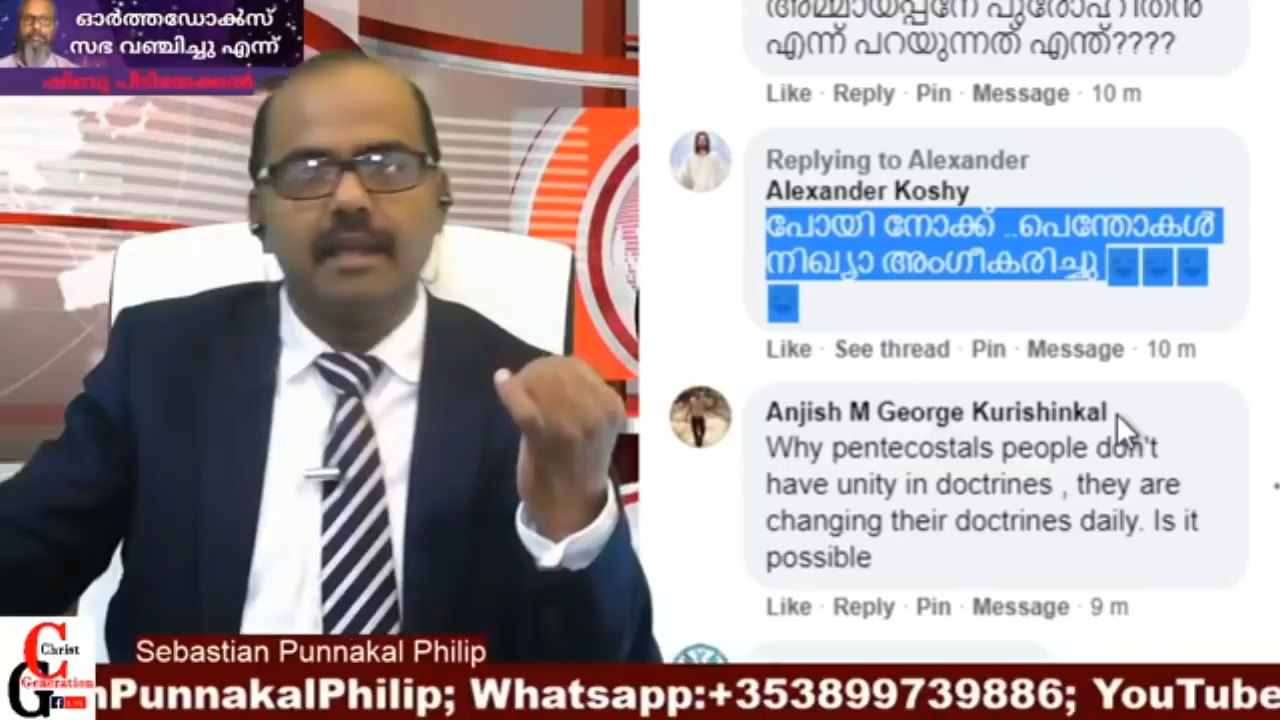 ഓർത്തഡോക്‌സ്
സഭ വഞ്ചിച്ചു എന്ന്
ഷിബു പീടിയേക്കൽ
അമ്മായപ്പനേ പുരോഹിതൻ
എന്ന് പറയുന്നത് എന്ത്????
Like · Reply · Pin · Message · 10 m
Replying to Alexander
Alexander Koshy
പോയി നോക്ക് ..പെന്തോകൾ
നിഖ്യാ അംഗീകരിച്ചു
Like · See thread · Pin · Message · 10 m
Anjish M George Kurishinkal
Why pentecostals people don't
have unity in doctrines , they are
changing their doctrines daily. Is it
possible
Like · Reply · Pin · Message · 9 m
Sebastian Punnakal Philip
Christ
Generation
nPunnakalPhilip; Whatsapp:+353899739886; YouTube